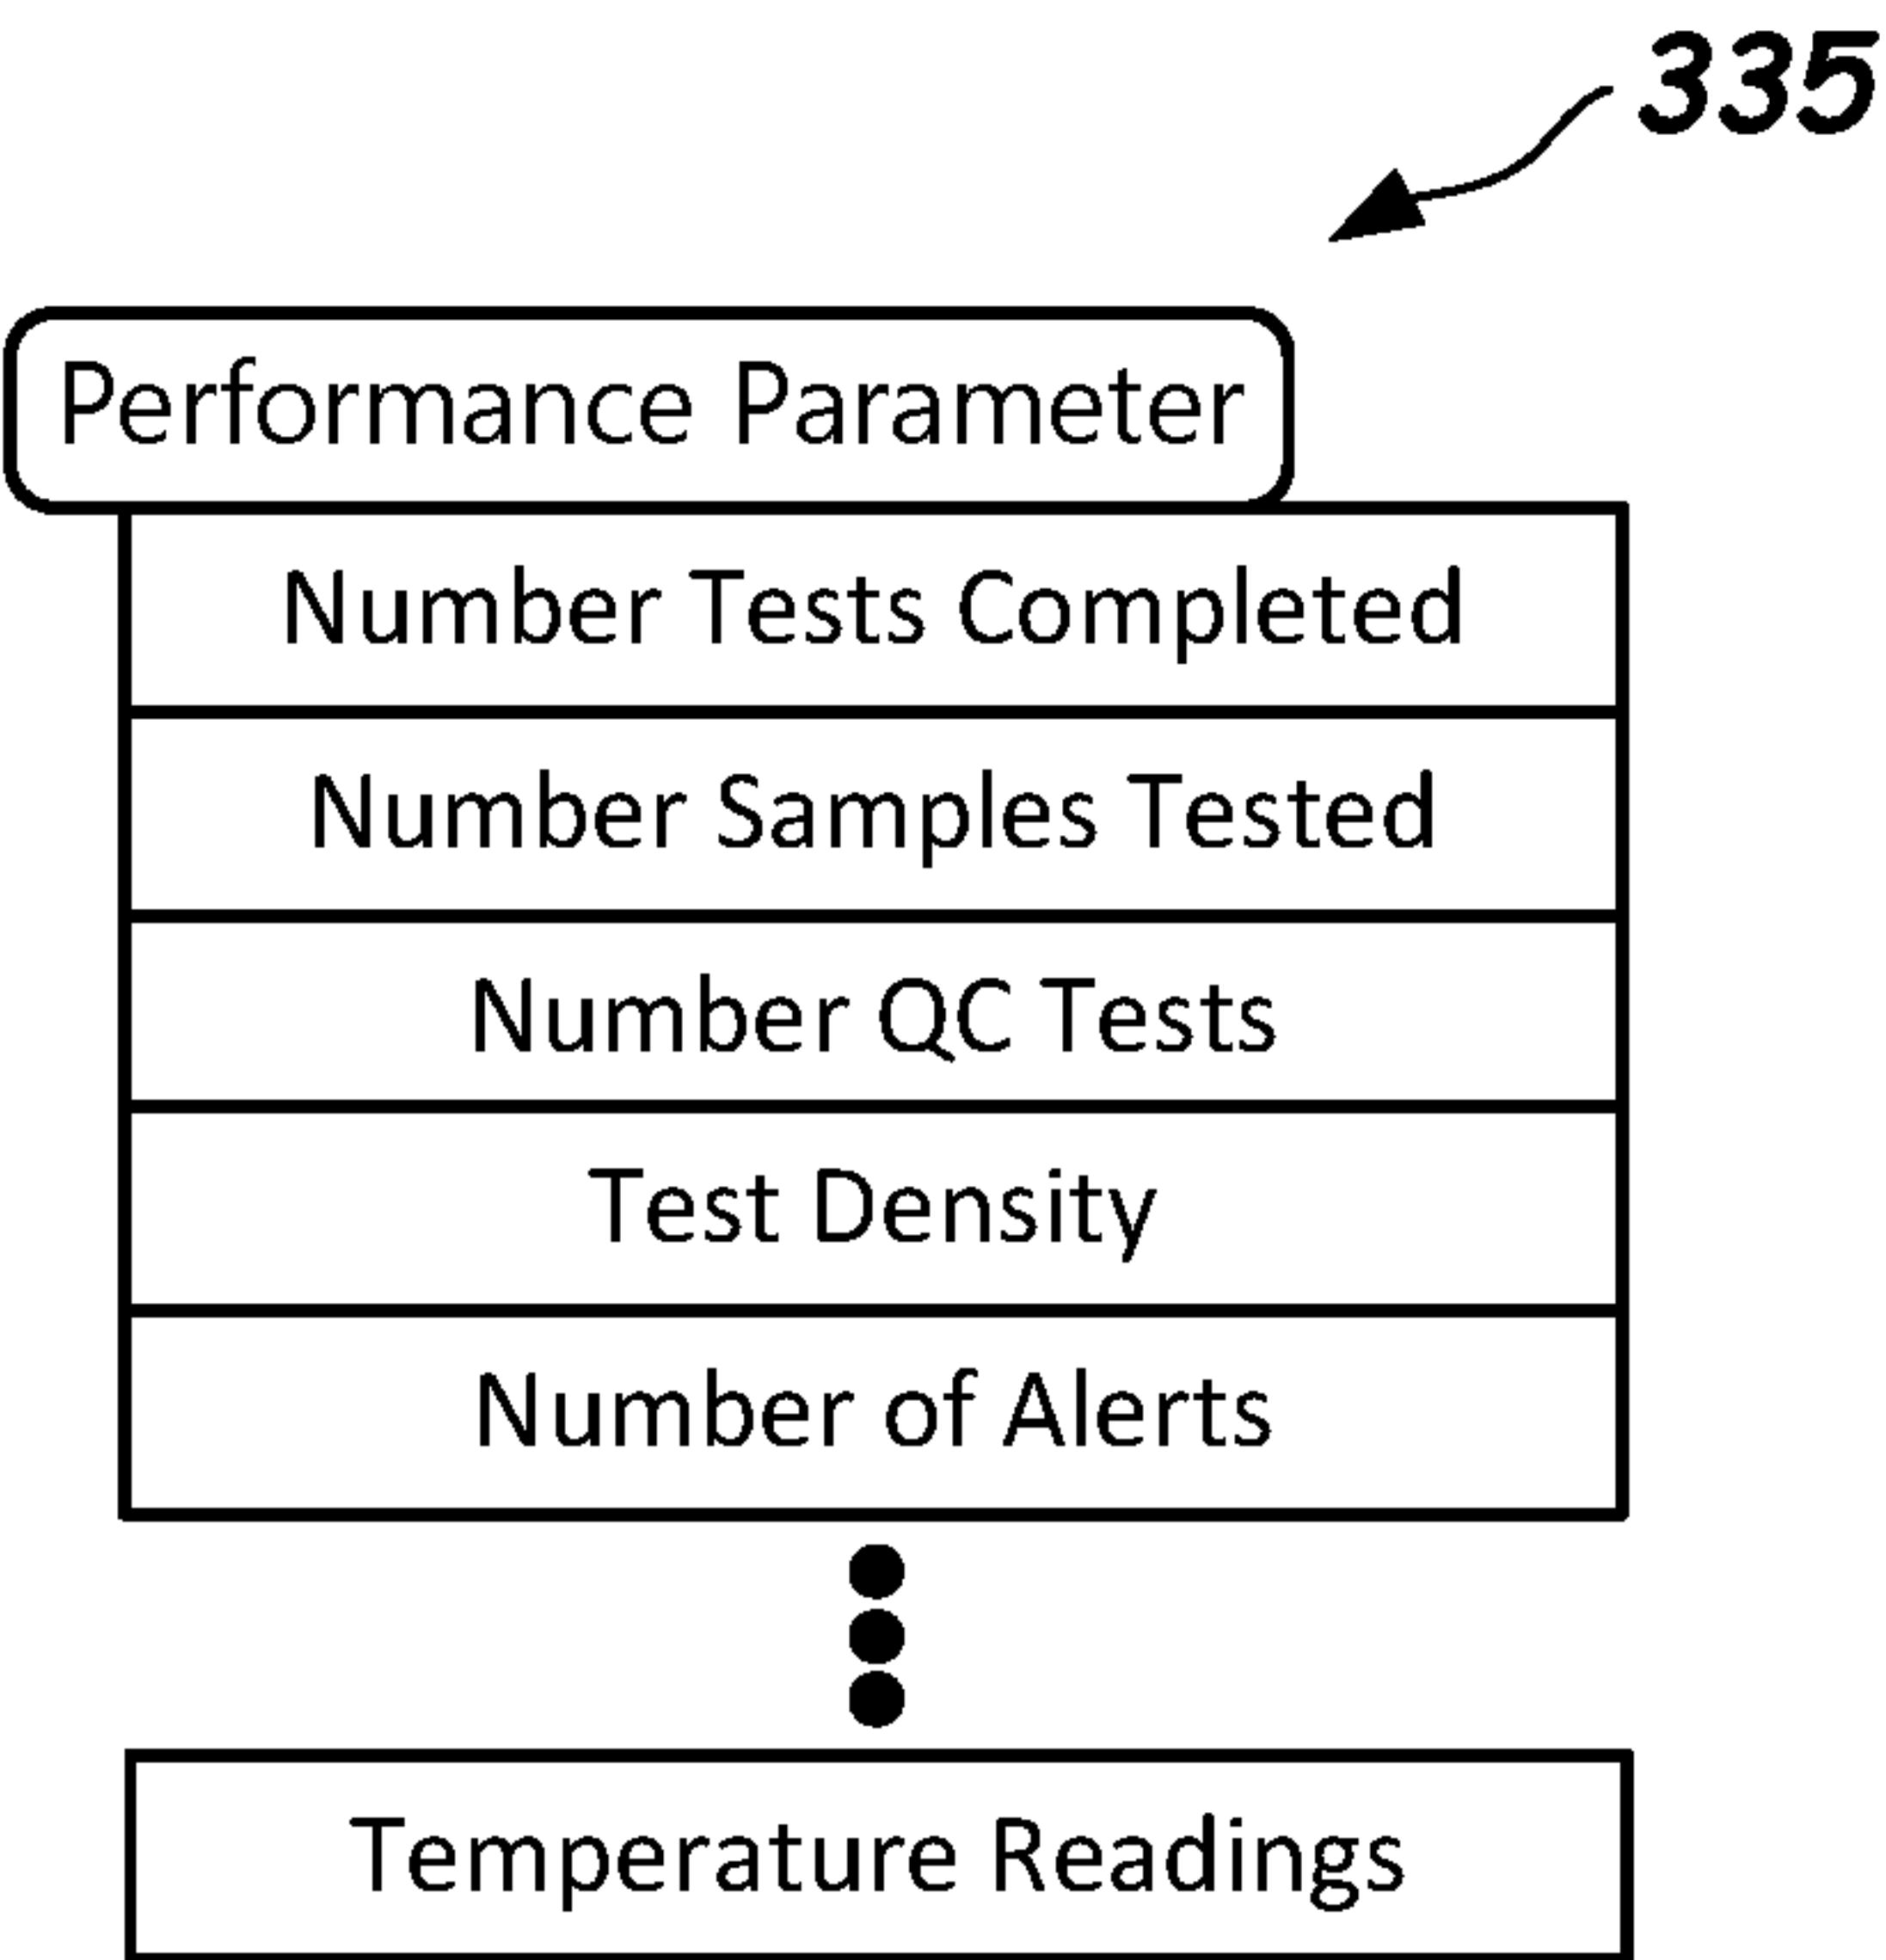 335
Performance Parameter
Number Tests Completed
Number Samples Tested
Number QC Tests
Test Density
Number of Alerts
Temperature Readings